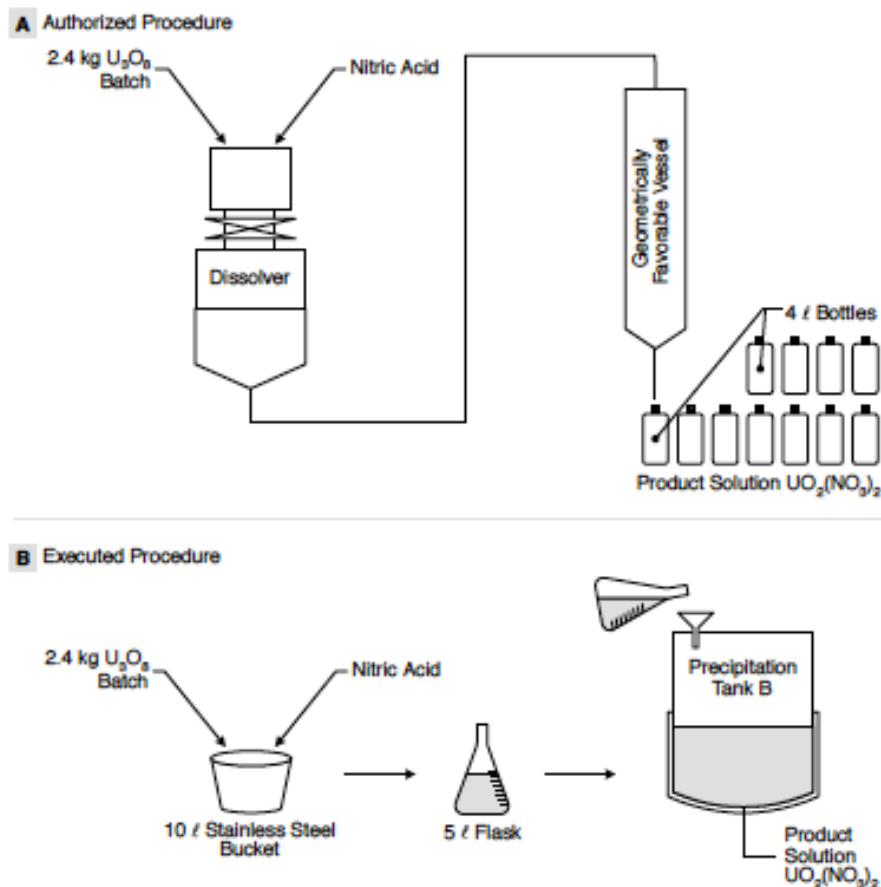 A Authorized Procedure
2.4 kg U₃O₈
Batch
Nitric Acid
Dissolver
Geometrically
Favorable Vessel
4 ℓ Bottles
Product Solution UO₂(NO₃)₂
B Executed Procedure
2.4 kg U₃O₈
Batch
Nitric Acid
10 ℓ Stainless Steel
Bucket
5 ℓ Flask
Precipitation
Tank B
Product
Solution
UO₂(NO₃)₂